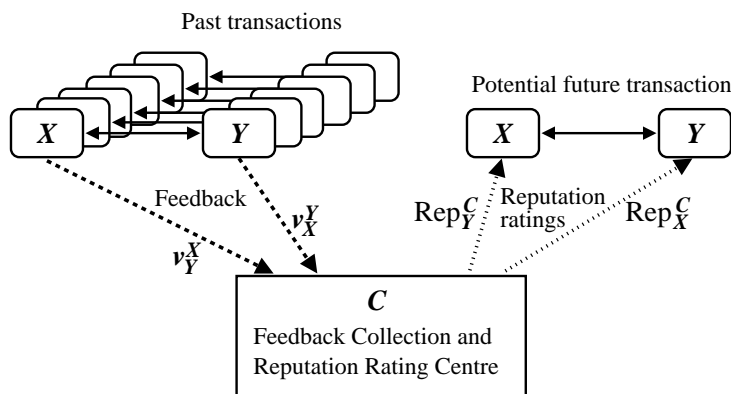 Past transactions
Potential future transaction
X
Y
X
Y
Feedback
v_Y^X
v_X^Y
Rep_Y^C
Reputation
ratings
Rep_X^C
C
Feedback Collection and
Reputation Rating Centre